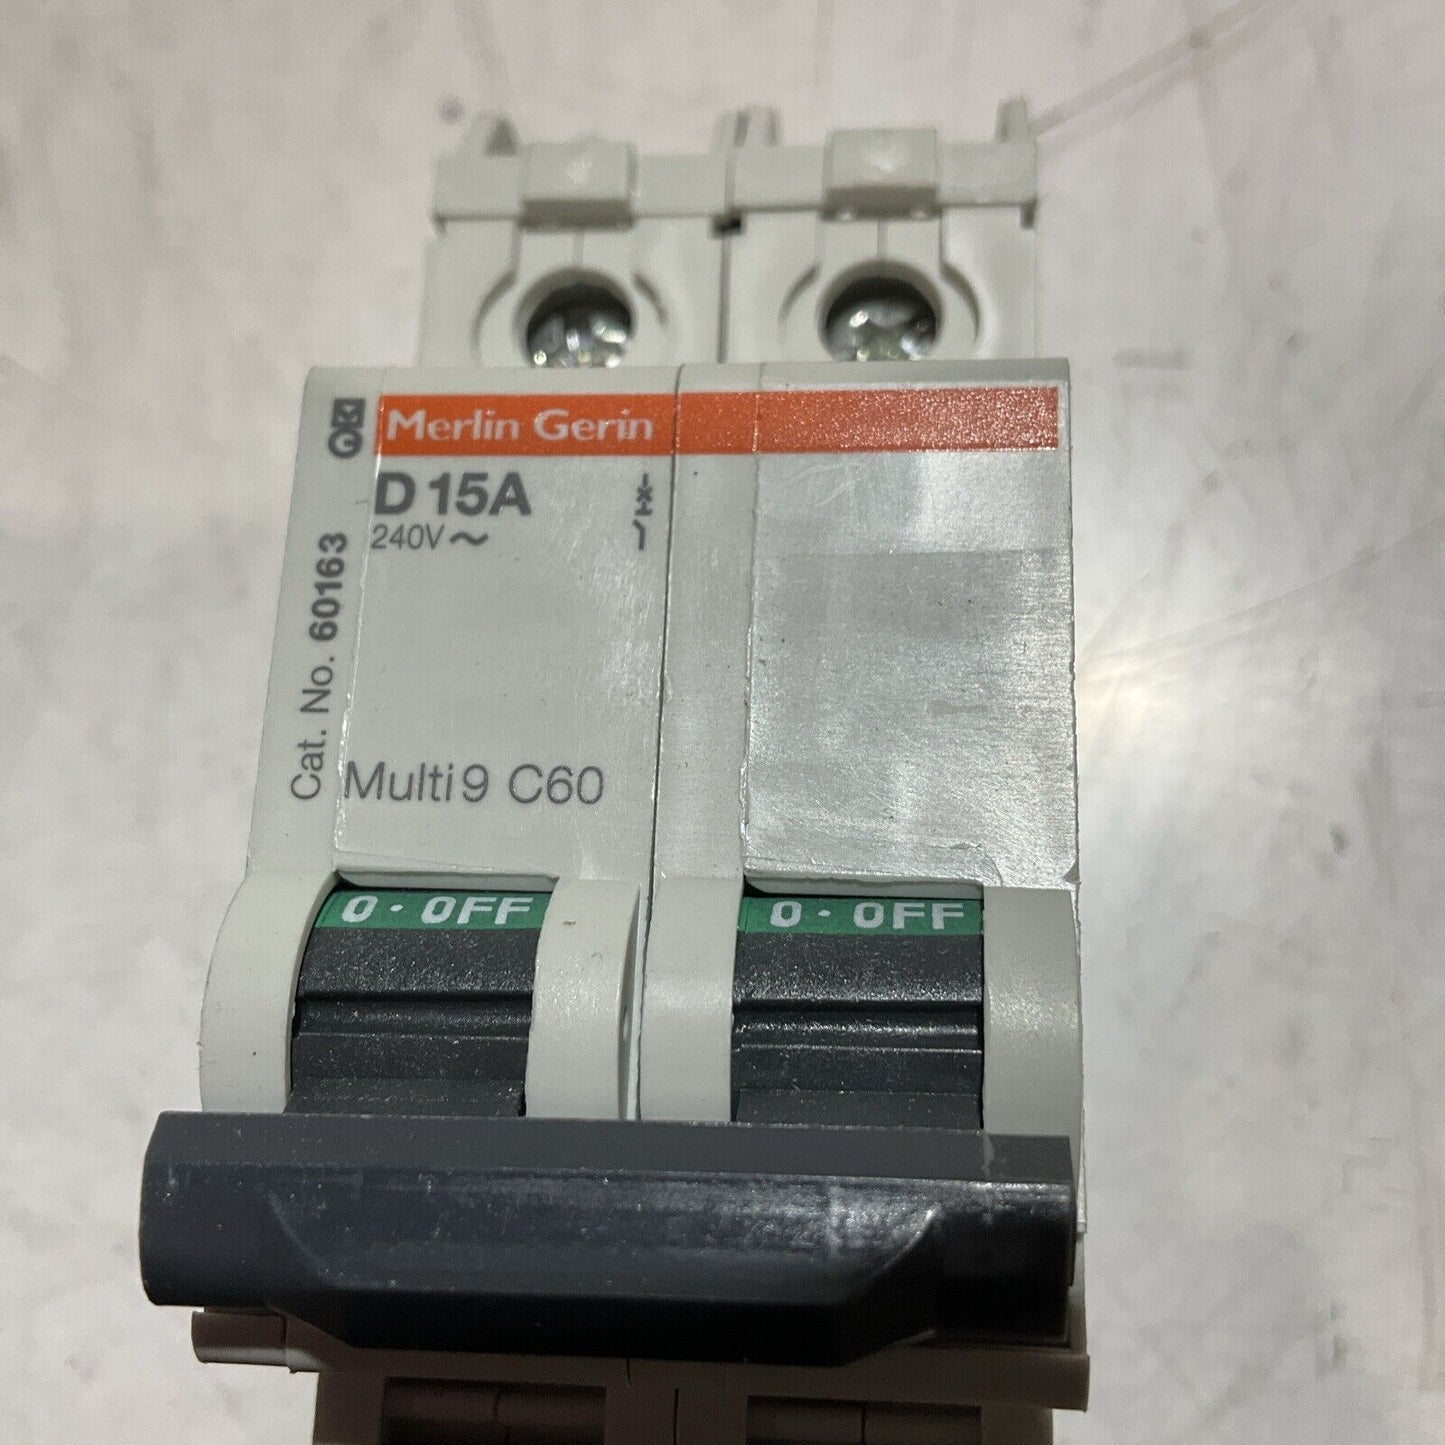 Merlin Gerin
D 15A
240V ~
Cat. No. 60163
Multi 9 C60
0 · OFF
0 · OFF